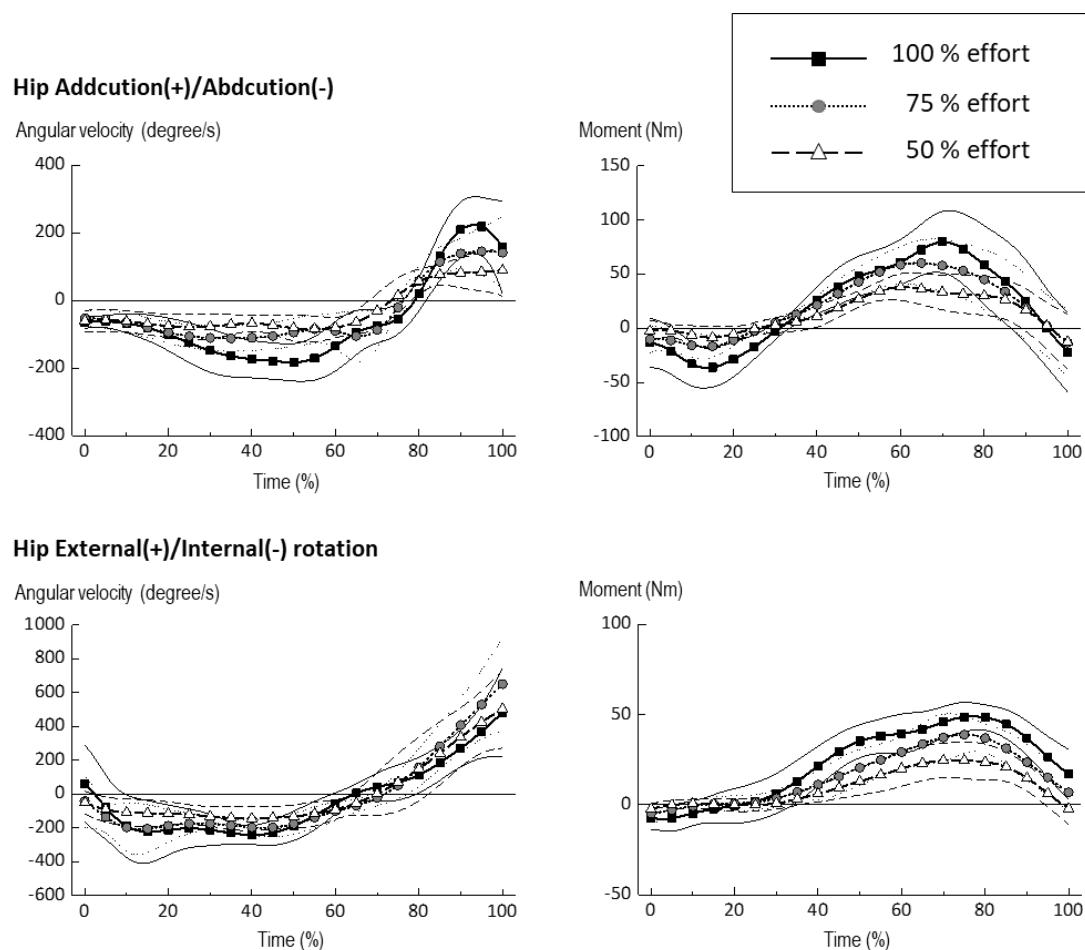 100 % effort
75 % effort
50 % effort
Hip Addcution(+)/Abdcution(-)
Angular velocity (degree/s)
400
200
0
-200
-400
0 20 40 60 80 100
Time (%)
Moment (Nm)
150
100
50
0
-50
-100
0 20 40 60 80 100
Time (%)
Hip External(+)/Internal(-) rotation
Angular velocity (degree/s)
1000
800
600
400
200
0
-200
-400
-600
0 20 40 60 80 100
Time (%)
Moment (Nm)
100
50
0
-50
0 20 40 60 80 100
Time (%)